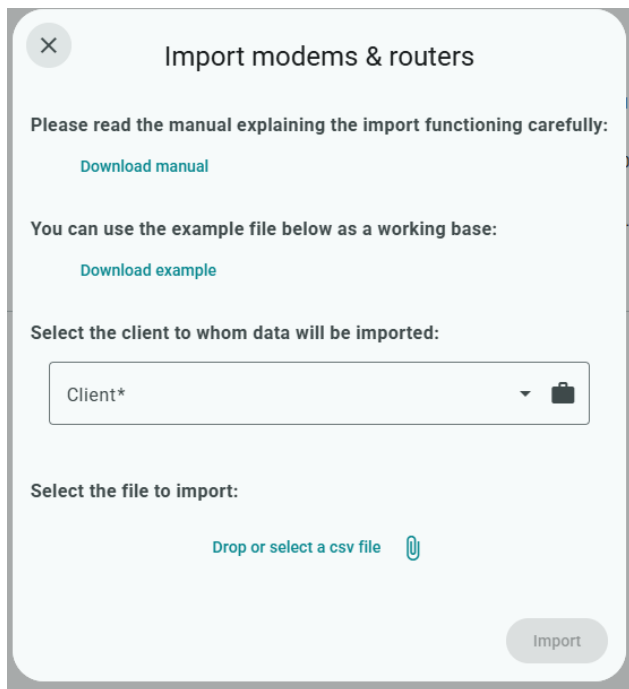 Import modems & routers
Please read the manual explaining the import functioning carefully:
Download manual
You can use the example file below as a working base:
Download example
Select the client to whom data will be imported:
Client*
Select the file to import:
Drop or select a csv file
Import